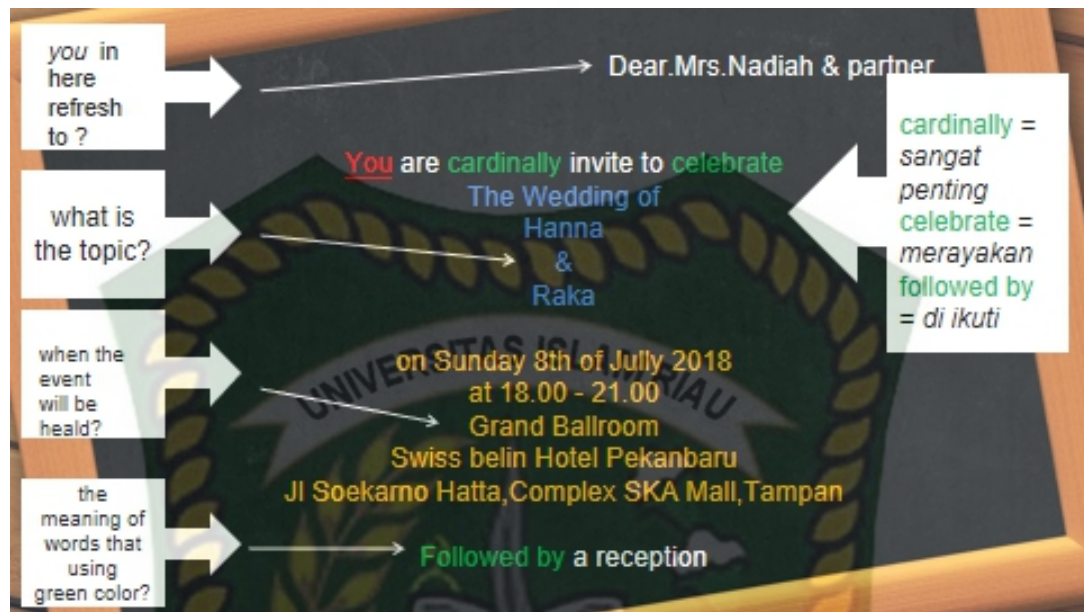 you in
here
refresh
to ?
Dear.Mrs.Nadiah & partner
You are cardinally invite to celebrate
The Wedding of
Hanna
&
Raka
what is
the topic?
cardinally =
sangat
penting
celebrate =
merayakan
followed by
= di ikuti
when the
event
will be
heald?
on Sunday 8th of Jully 2018
at 18.00 - 21.00
Grand Ballroom
Swiss belin Hotel Pekanbaru
Jl Soekarno Hatta,Complex SKA Mall,Tampan
the
meaning of
words that
using
green color?
Followed by a reception
UNIVERSITAS ISLAM RIAU